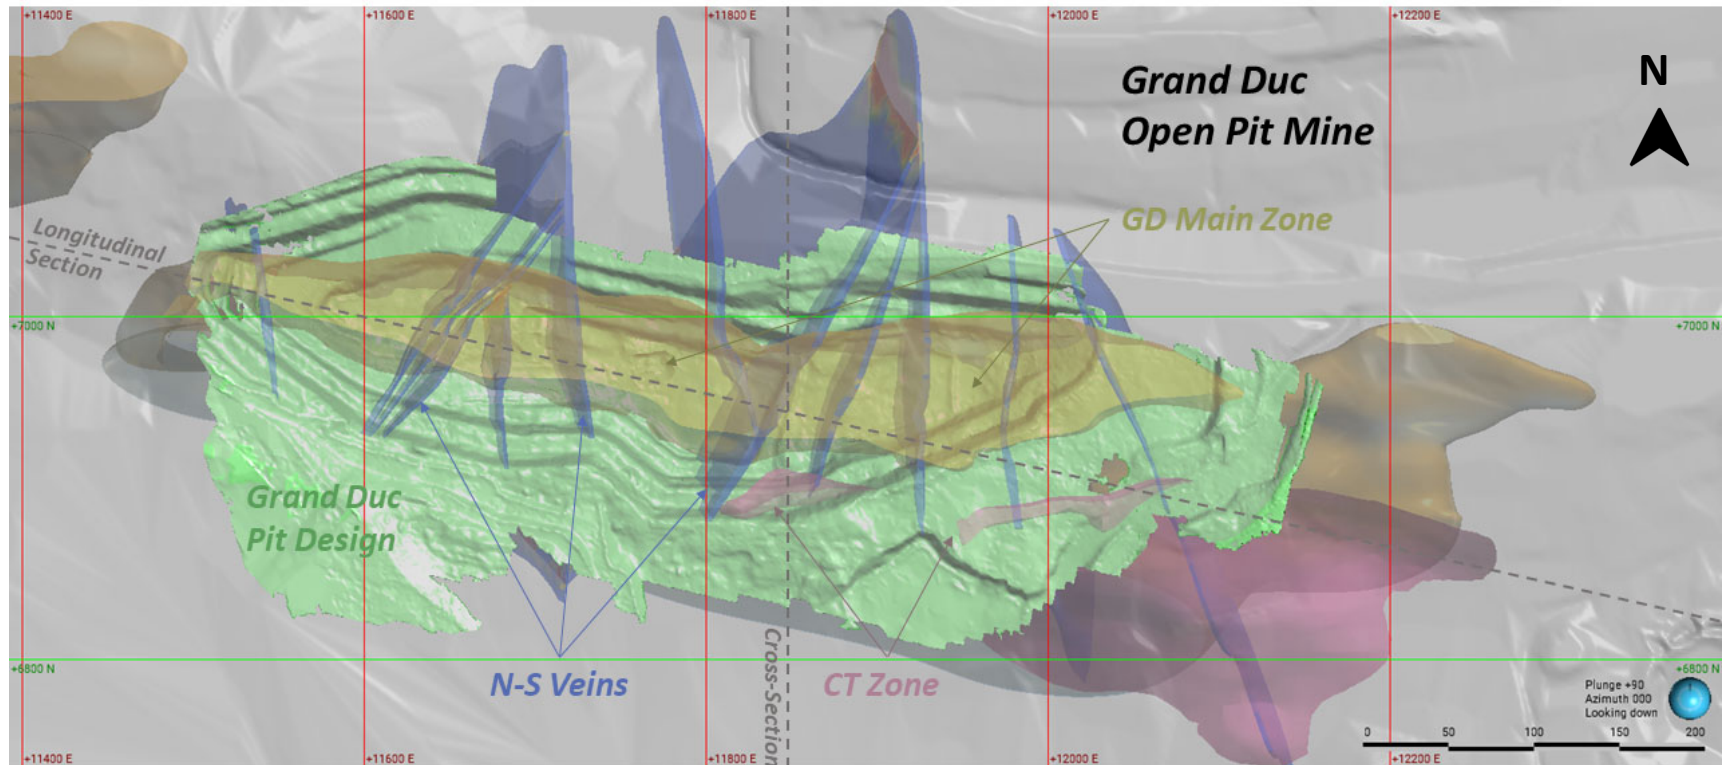 +11400 E
+11600 E
+11800 E
+12000 E
+12200 E
Grand Duc
Open Pit Mine
N
GD Main Zone
Longitudinal
Section
+7000 N
+7000 N
Grand Duc
Pit Design
N-S Veins
Cross-Section
CT Zone
+6800 N
+6800 N
Plunge +90
Azimuth 000
Looking down
0 50 100 150 200
+11400 E
+11600 E
+11800 E
+12000 E
+12200 E